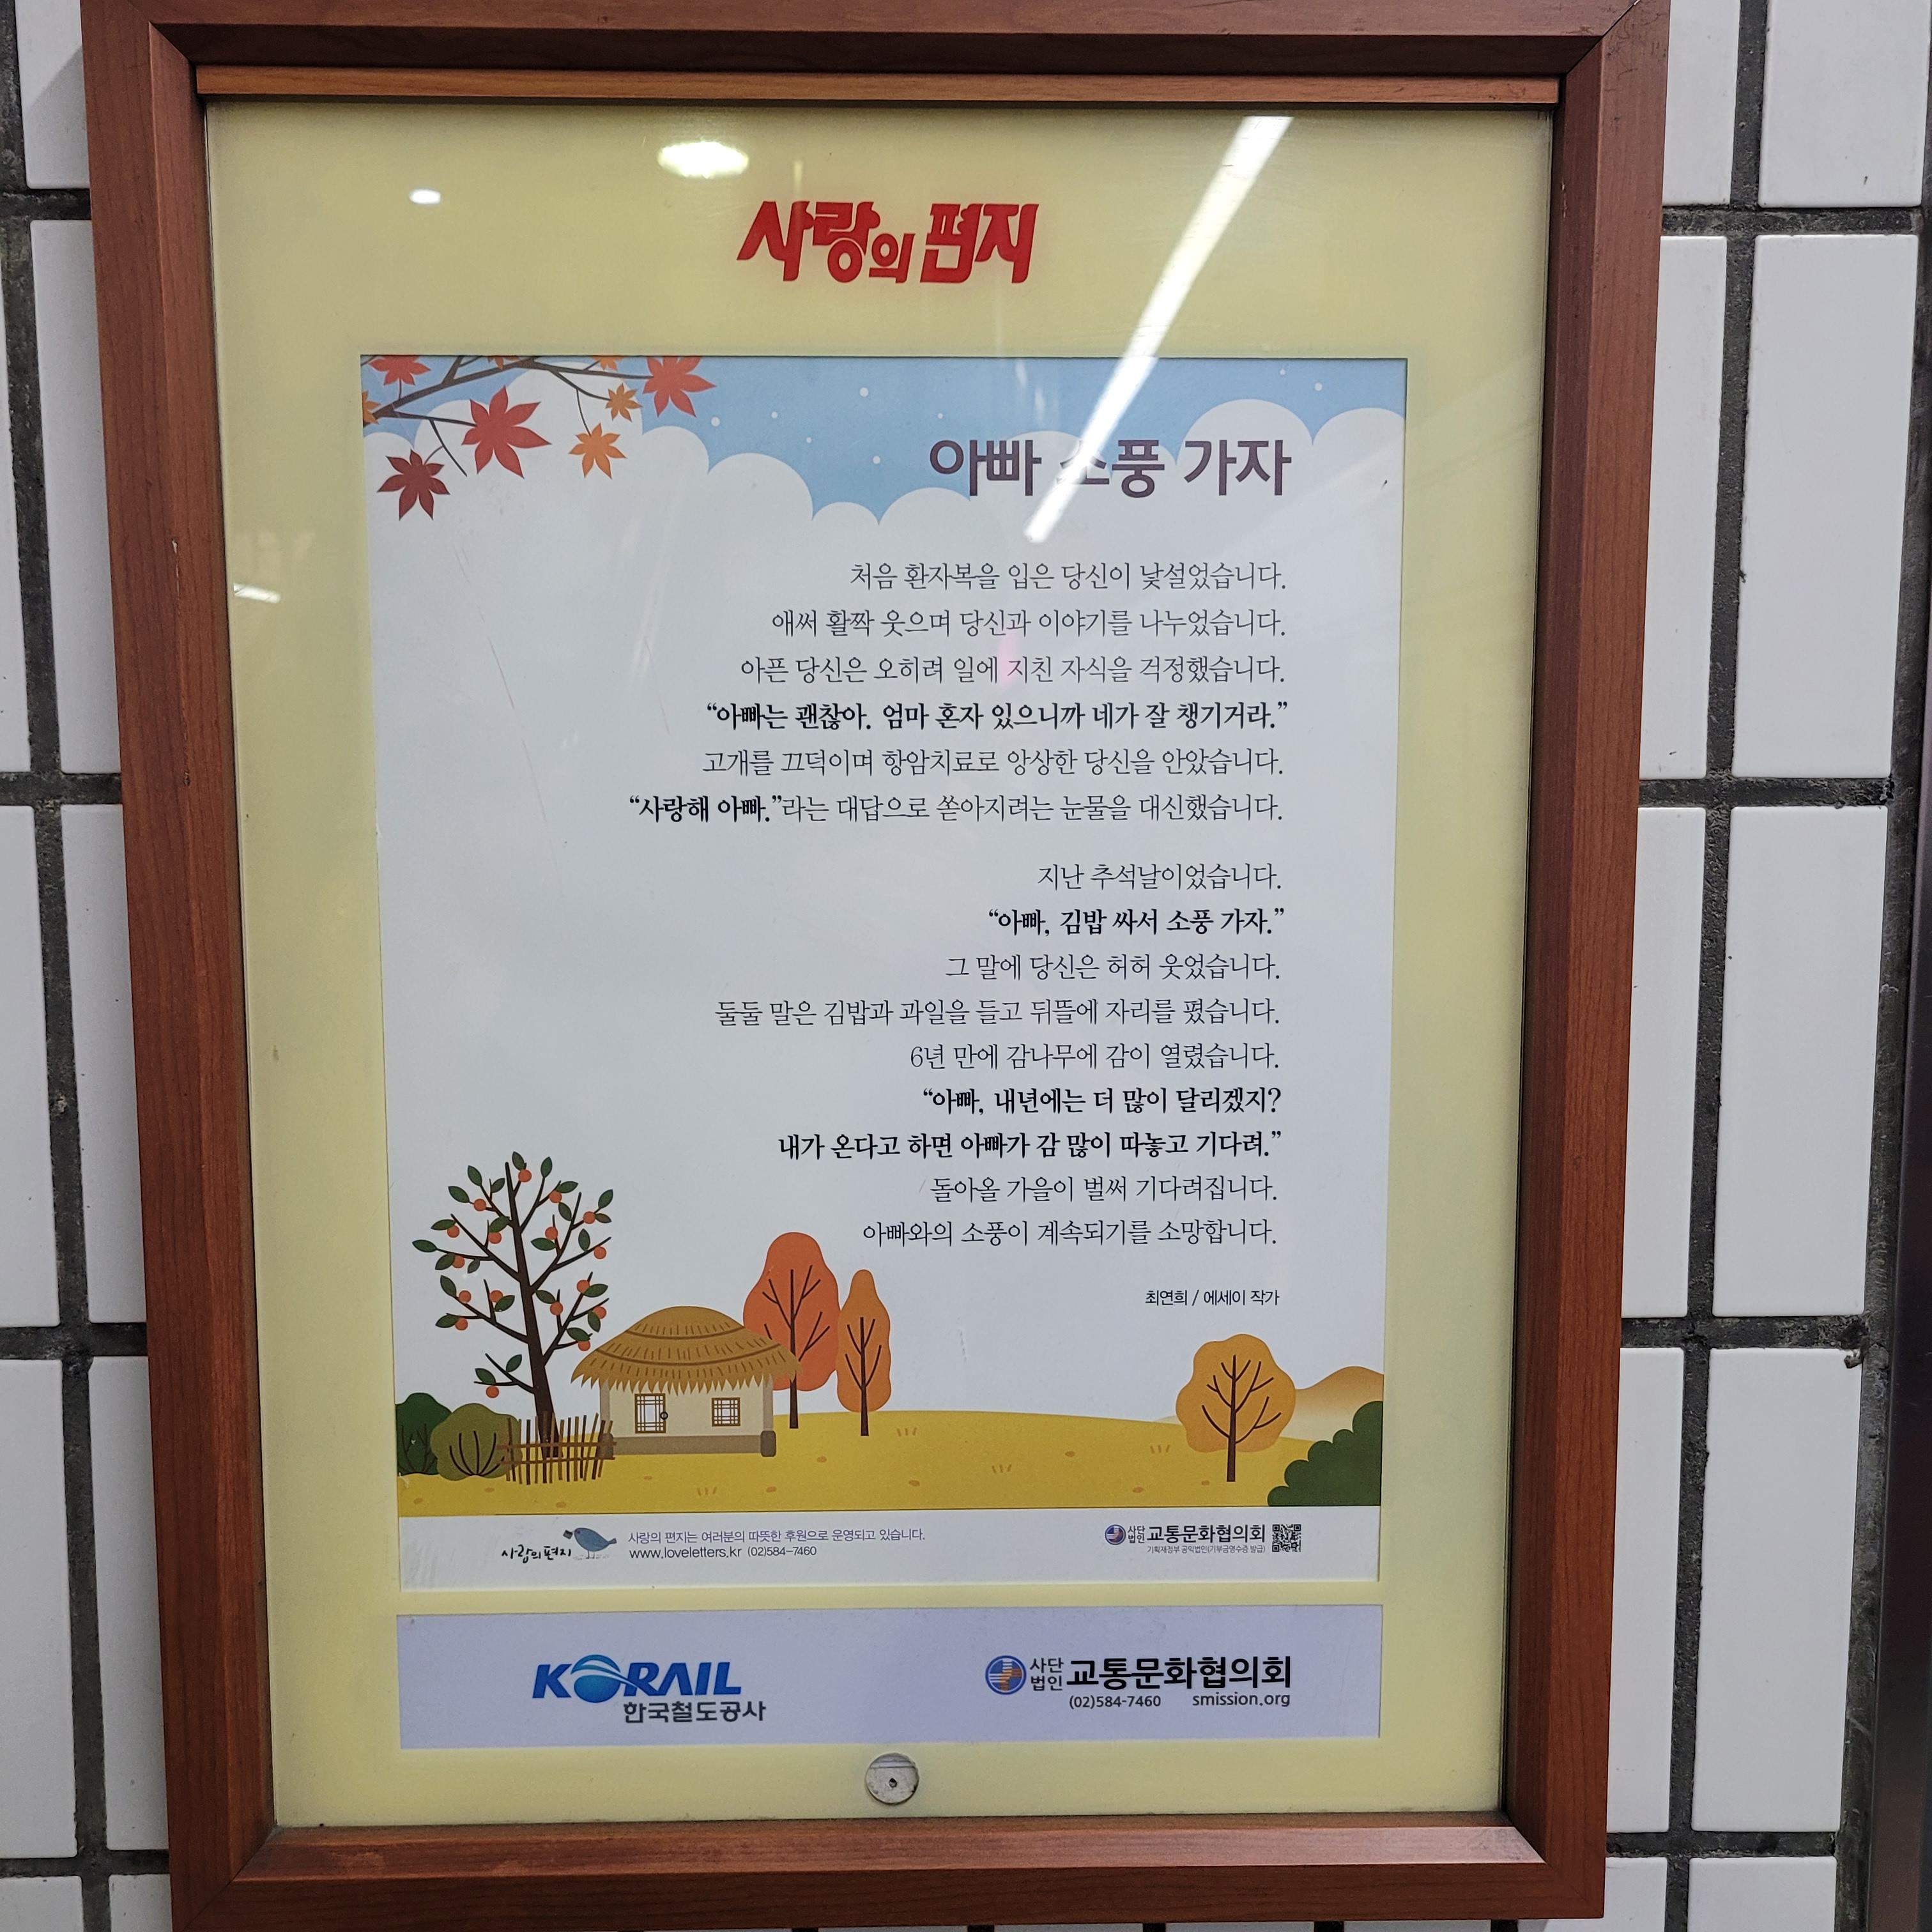 사랑의 편지
아빠 소풍 가자
처음 환자복을 입은 당신이 낯설었습니다.
애써 활짝 웃으며 당신과 이야기를 나누었습니다.
아픈 당신은 오히려 일에 지친 자식을 걱정했습니다.
“아빠는 괜찮아. 엄마 혼자 있으니까 네가 잘 챙기거라.”
고개를 끄덕이며 항암치료로 앙상한 당신을 안았습니다.
“사랑해 아빠.”라는 대답으로 쏟아지려는 눈물을 대신했습니다.
지난 추석날이었습니다.
“아빠, 김밥 싸서 소풍 가자.”
그 말에 당신은 허허 웃었습니다.
둘둘 말은 김밥과 과일을 들고 뒤뜰에 자리를 폈습니다.
6년 만에 감나무에 감이 열렸습니다.
“아빠, 내년에는 더 많이 달리겠지?
내가 온다고 하면 아빠가 감 많이 따놓고 기다려.”
돌아올 가을이 벌써 기다려집니다.
아빠와의 소풍이 계속되기를 소망합니다.
최연희 / 에세이 작가
사랑의 편지
사랑의 편지는 여러분의 따뜻한 후원으로 운영되고 있습니다.
www.loveletters.kr (02)584-7460
사단법인 교통문화협의회
기획재정부 공익법인(기부금영수증 발급)
KORAIL
한국철도공사
사단법인 교통문화협의회
(02)584-7460 smission.org